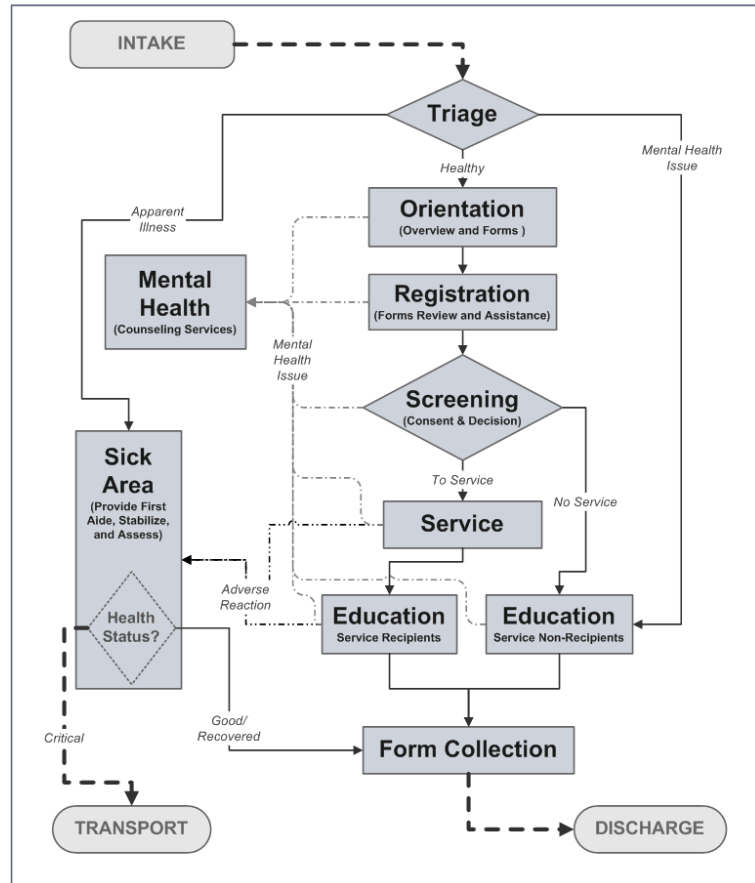 INTAKE
Triage
Mental Health
Issue
Healthy
Apparent
Illness
Orientation
(Overview and Forms )
Mental
Health
(Counseling Services)
Registration
(Forms Review and Assistance)
Mental
Health
Issue
Screening
(Consent & Decision)
Sick
Area
(Provide First
Aide, Stabilize,
and Assess)
To Service
No Service
Service
Adverse
Reaction
Education
Service Recipients
Education
Service Non-Recipients
Health
Status?
Critical
Good/
Recovered
Form Collection
TRANSPORT
DISCHARGE